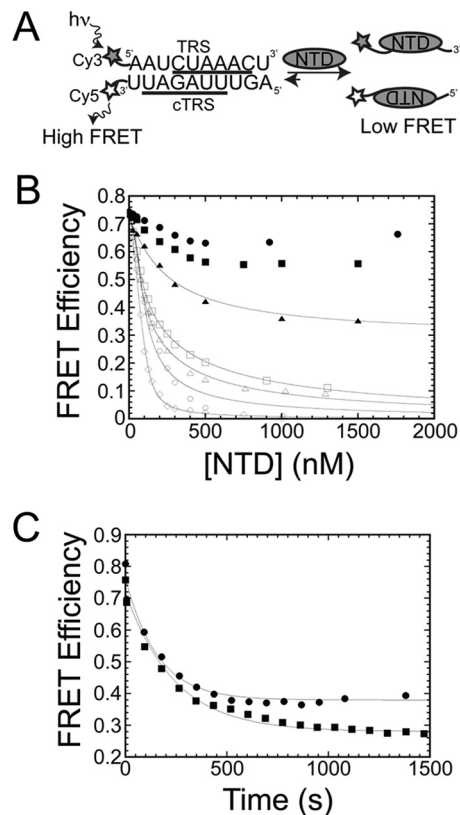 A
hν
TRS
Cy3 5' AAUCUAAACU 3' NTD NTD 3'
Cy5 3' UUAGAUUUGA 5' NTD 5'
cTRS
High FRET
Low FRET
B
0.8
0.7
0.6
0.5
0.4
0.3
0.2
0.1
0
FRET Efficiency
0 500 1000 1500 2000
[NTD] (nM)
C
0.9
0.8
0.7
0.6
0.5
0.4
0.3
0.2
FRET Efficiency
0 500 1000 1500
Time (s)